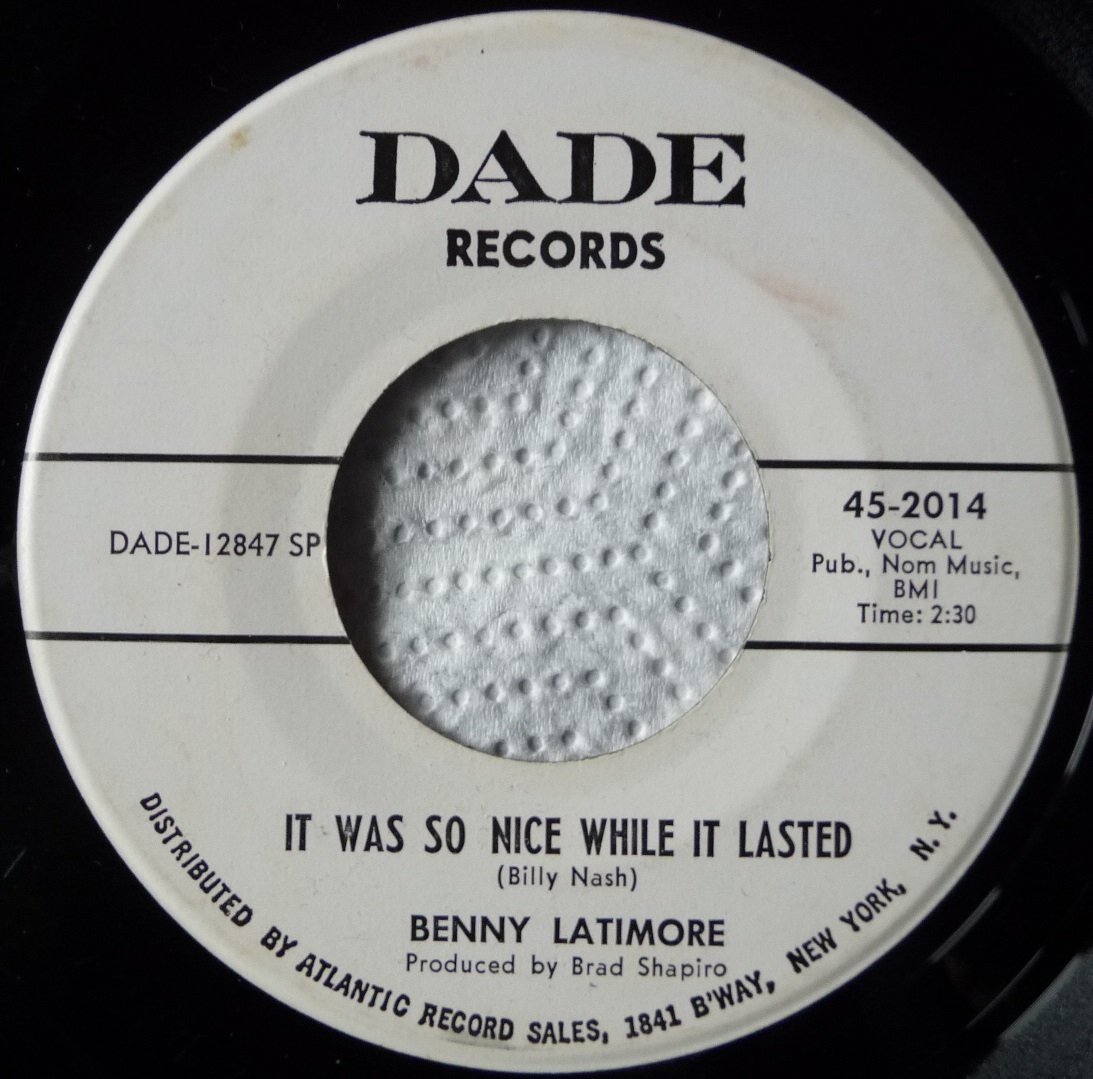 DADE
RECORDS
DADE-12847 SP
45-2014
VOCAL
Pub., Nom Music,
BMI
Time: 2:30
IT WAS SO NICE WHILE IT LASTED
(Billy Nash)
BENNY LATIMORE
Produced by Brad Shapiro
DISTRIBUTED BY ATLANTIC RECORD SALES, 1841 B'WAY, NEW YORK, N. Y.